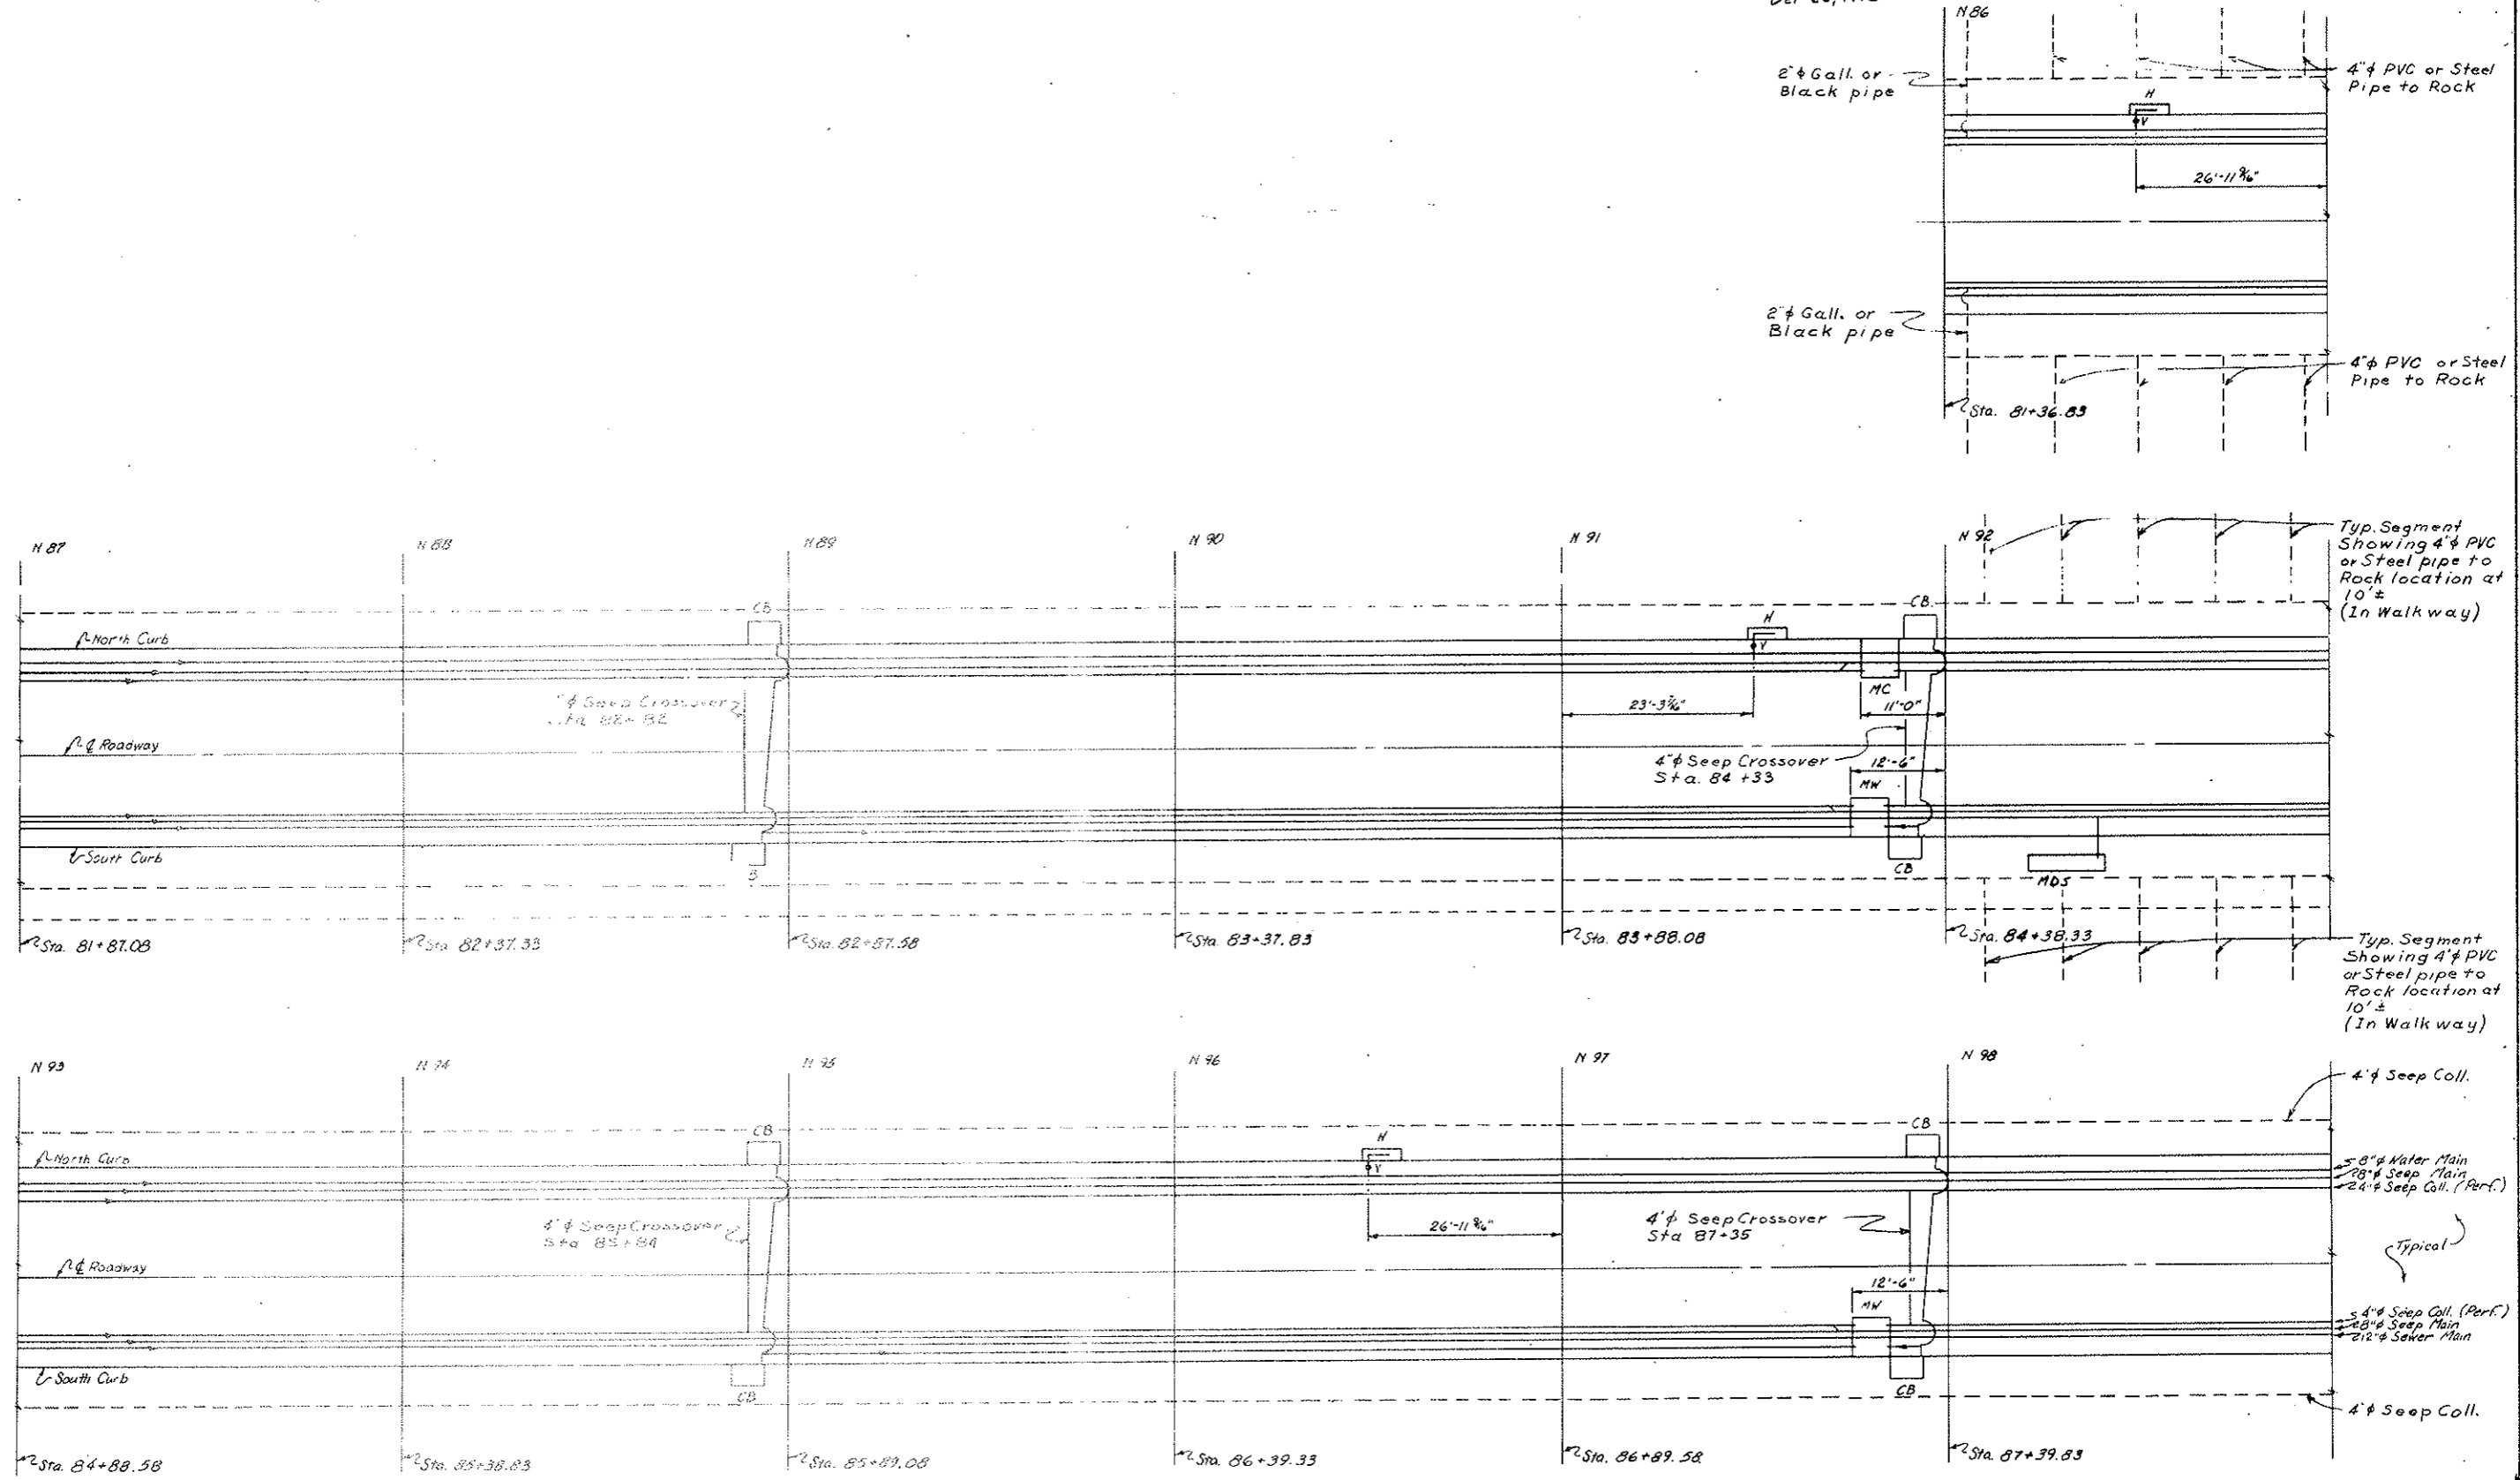 N 86
2"ϕ Gall. or
Black pipe
4"ϕ PVC or Steel
Pipe to Rock
H
V
26'-11 9/16"
2"ϕ Gall. or
Black pipe
4"ϕ PVC or Steel
Pipe to Rock
Sta. 81+36.83
N 87
N 88
N 89
N 90
N 91
N 92
Typ. Segment
Showing 4"ϕ PVC
or Steel pipe to
Rock location at
10'±
(In Walkway)
CB
H
V
CB
North Curb
"ϕ Seep Crossover
Sta 82+82
23'-3 7/16"
MC
11'-0"
℄ Roadway
4"ϕ Seep Crossover
Sta. 84+33
12'-6"
MW
South Curb
B
CB
MDS
Sta. 81+87.08
Sta. 82+37.33
Sta. 82+87.58
Sta. 83+37.83
Sta. 83+88.08
Sta. 84+38.33
Typ. Segment
Showing 4"ϕ PVC
or Steel pipe to
Rock location at
10'±
(In Walkway)
N 93
N 94
N 95
N 96
N 97
N 98
4"ϕ Seep Coll.
CB
H
V
CB
North Curb
8"ϕ Water Main
8"ϕ Seep Main
4"ϕ Seep Coll. (Perf.)
4"ϕ Seep Crossover
Sta 85+84
26'-11 9/16"
4"ϕ Seep Crossover
Sta 87+35
Typical
℄ Roadway
12'-6"
MW
4"ϕ Seep Coll. (Perf.)
8"ϕ Seep Main
12"ϕ Sewer Main
South Curb
CB
CB
4"ϕ Seep Coll.
Sta. 84+88.58
Sta. 85+38.83
Sta. 85+89.08
Sta. 86+39.33
Sta. 86+89.58
Sta. 87+39.83